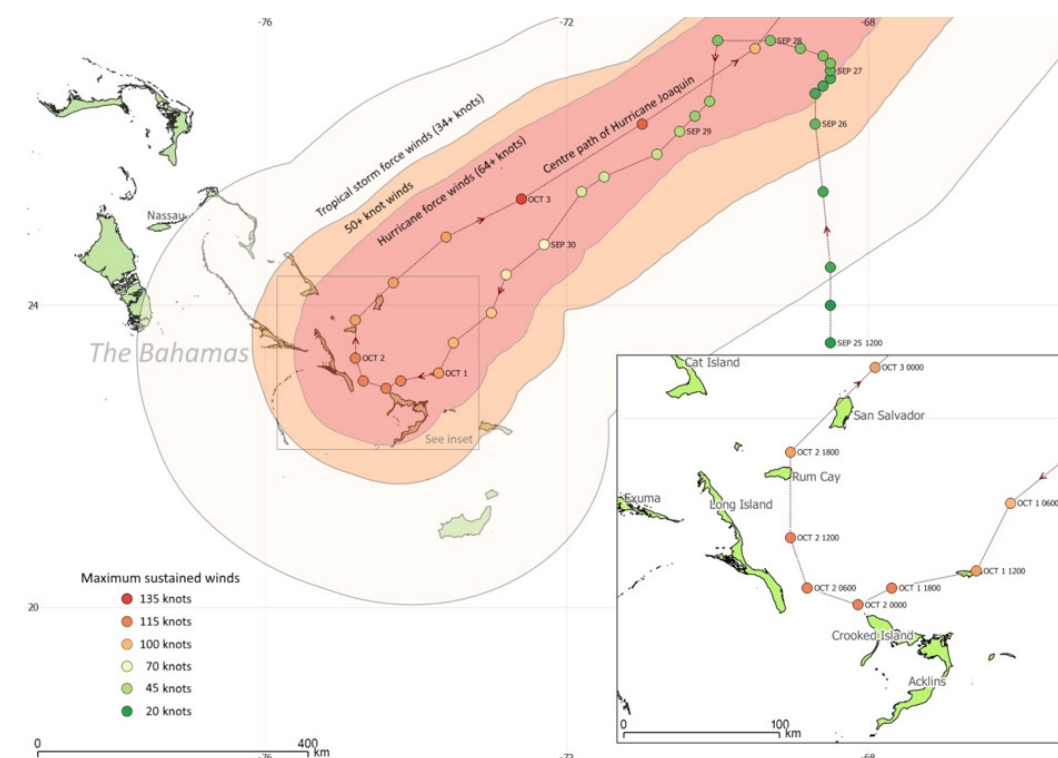 -76
-72
-68
SEP 28
SEP 27
SEP 26
SEP 29
Tropical storm force winds (34+ knots)
50+ knot winds
Hurricane force winds (64+ knots)
Centre path of Hurricane Joaquin
OCT 3
Nassau
SEP 30
24
SEP 25 1200
The Bahamas
OCT 2
OCT 1
See inset
Cat Island
OCT 3 0000
San Salvador
OCT 2 1800
Rum Cay
Exuma
Long Island
OCT 1 0600
OCT 2 1200
OCT 1 1200
OCT 2 0600
OCT 1 1800
OCT 2 0000
Crooked Island
Acklins
0
100
km
Maximum sustained winds
135 knots
115 knots
100 knots
70 knots
45 knots
20 knots
20
0
400
km
-76
-72
-68